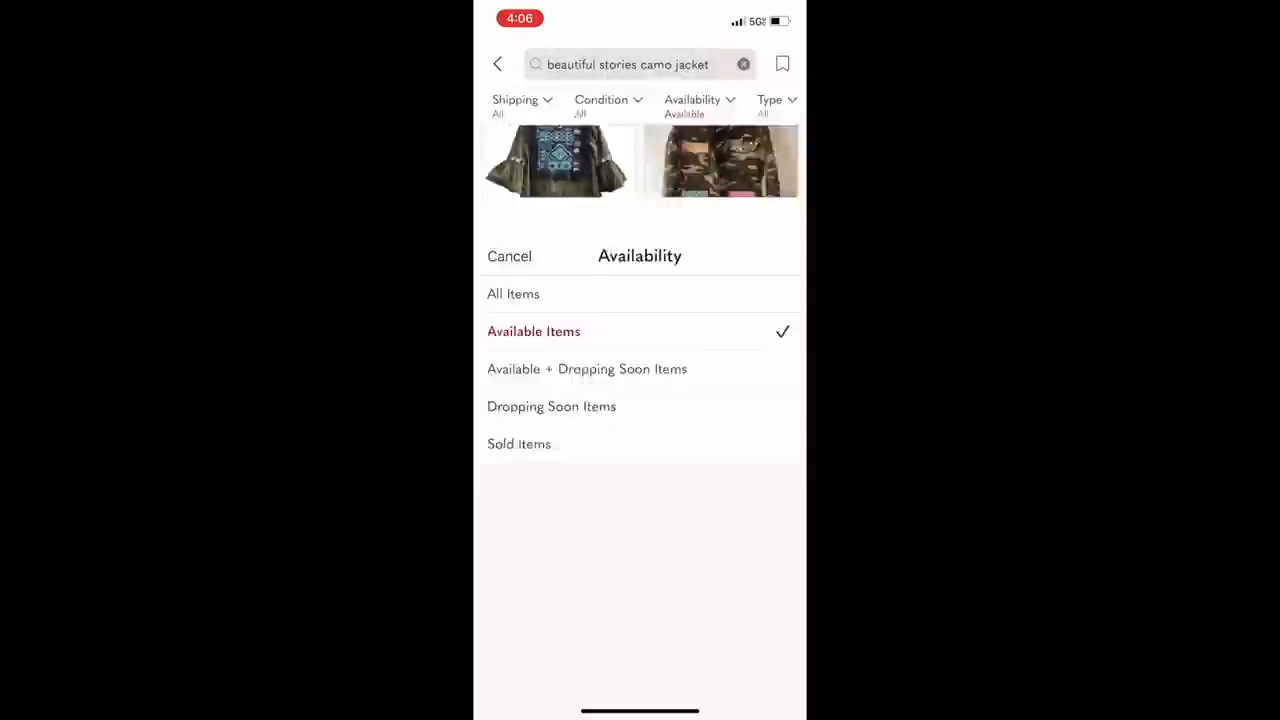 4:06
5G
beautiful stories camo jacket
Shipping Condition Availability Type
All All Available All
Cancel Availability
All Items
Available Items
Available + Dropping Soon Items
Dropping Soon Items
Sold Items